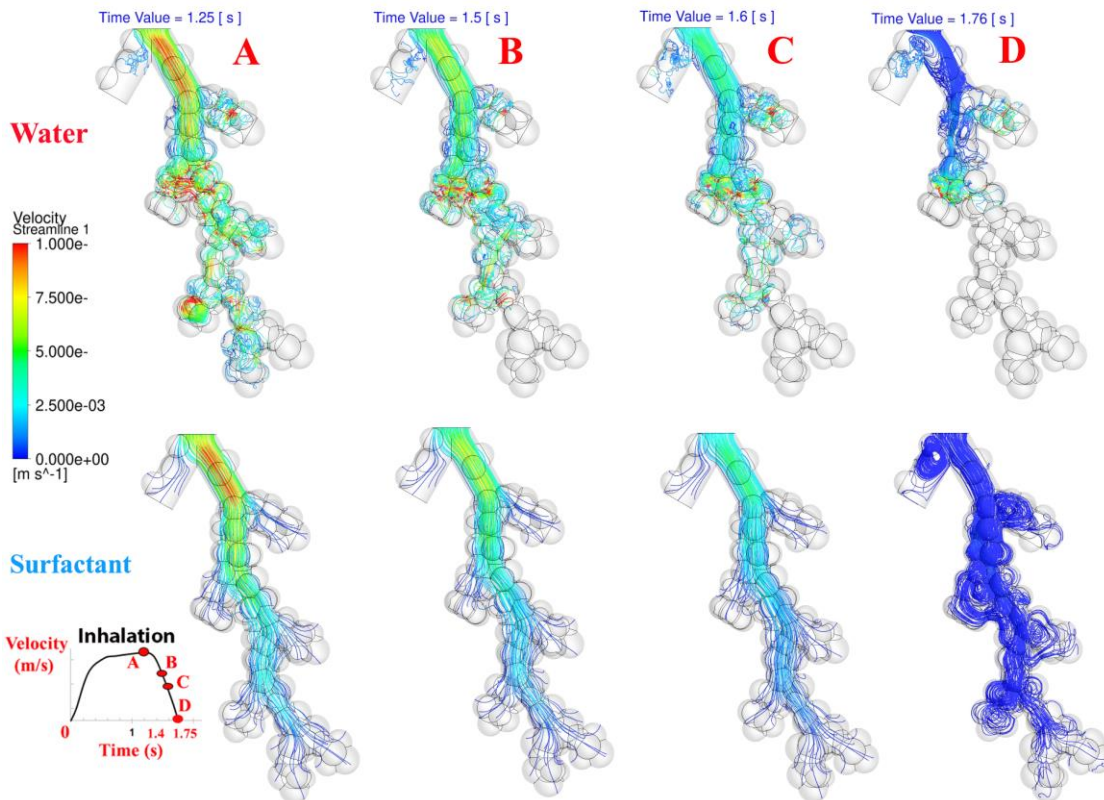 Time Value = 1.25 [ s ]
Time Value = 1.5 [ s ]
Time Value = 1.6 [ s ]
Time Value = 1.76 [ s ]
A
B
C
D
Water
Velocity
Streamline 1
1.000e-
7.500e-
5.000e-
2.500e-03
0.000e+00
[m s^-1]
Surfactant
Inhalation
Velocity
(m/s)
A
B
C
D
0
1
1.4
1.75
Time (s)